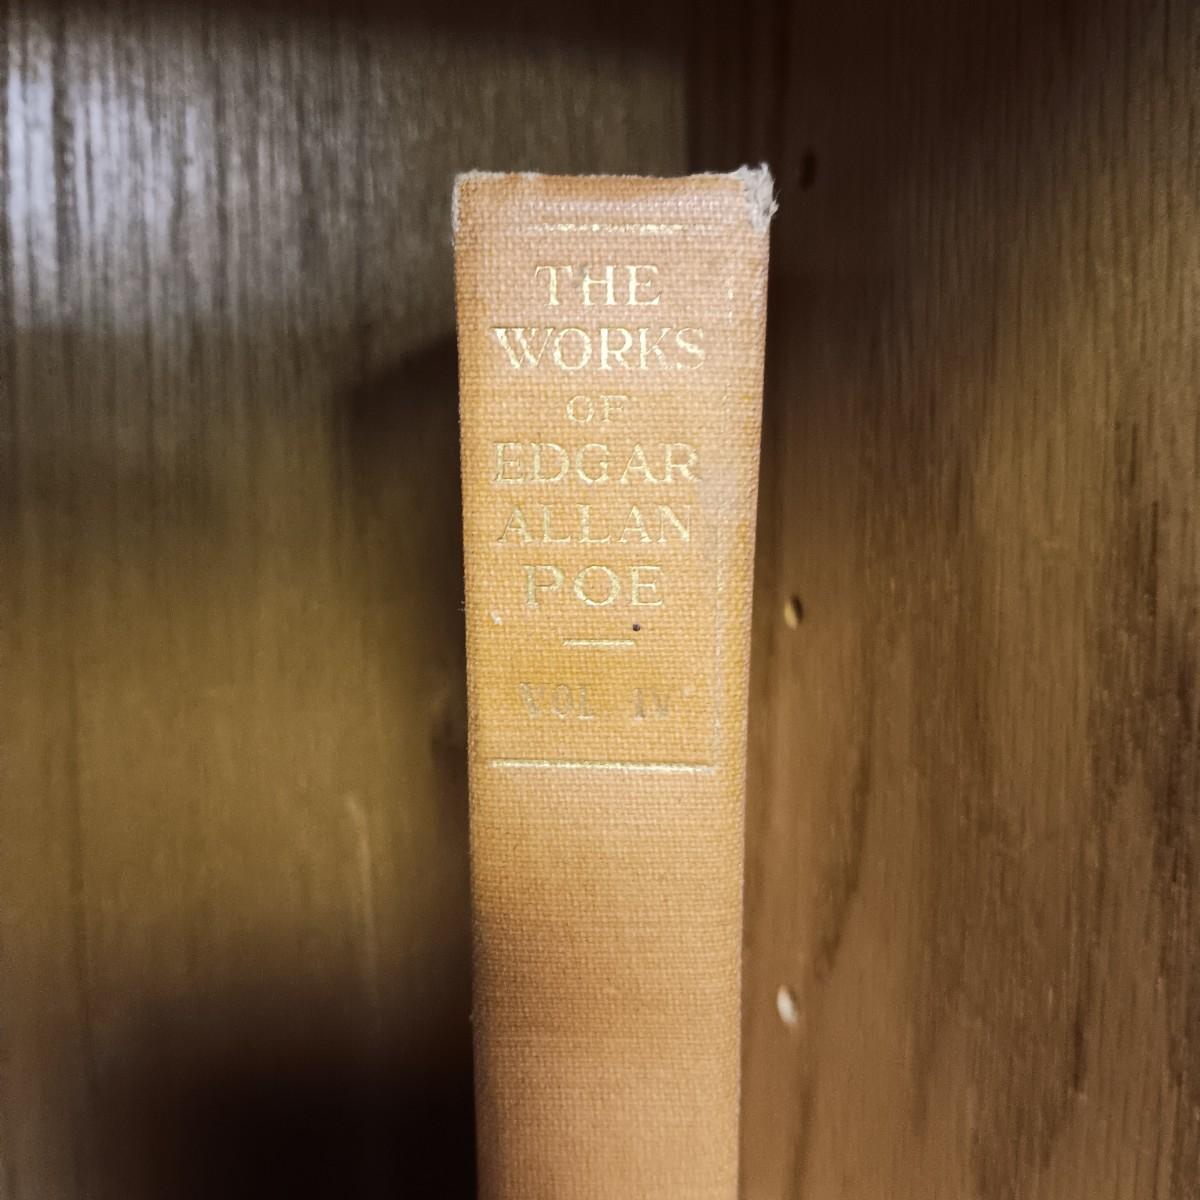 THE
WORKS
OF
EDGAR
ALLAN
POE
VOL IV